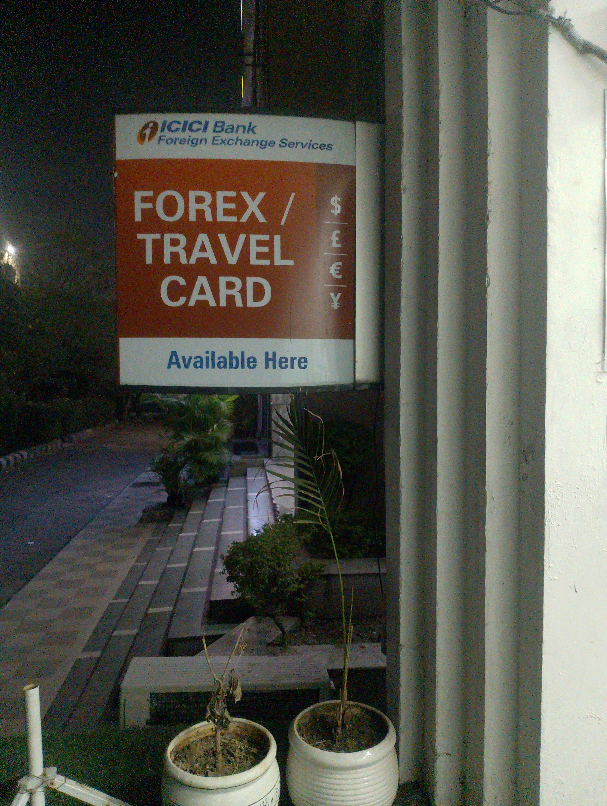 ICICI Bank
Foreign Exchange Services
FOREX /
TRAVEL
CARD
$
£
€
¥
Available Here